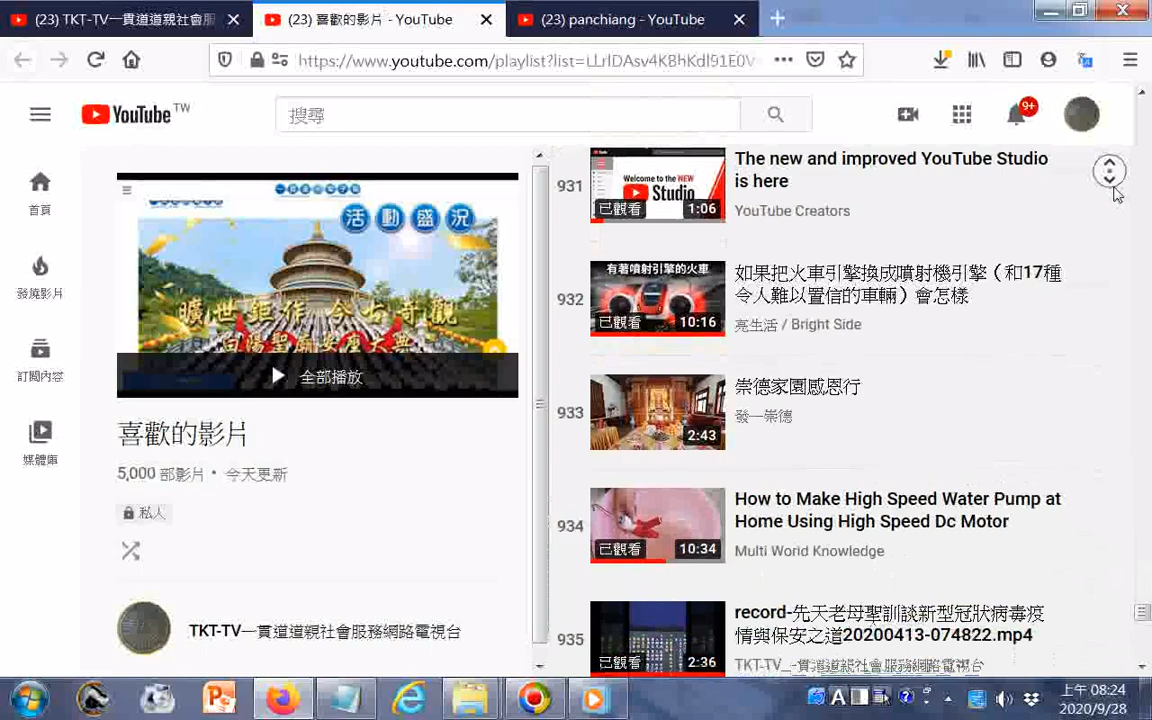 (23) TKT-TV一貫道道親社會服
(23) 喜歡的影片 - YouTube
(23) panchiang - YouTube
https://www.youtube.com/playlist?list=LLrIDAsv4KBhKdl91E0V
YouTube TW
搜尋
9+
首頁
發燒影片
訂閱內容
媒體庫
活動盛況
曠世鉅作 今古奇觀
白陽聖廟安座大典
全部播放
喜歡的影片
5,000 部影片・今天更新
私人
TKT-TV一貫道道親社會服務網路電視台
931
Welcome to the NEW
Studio
已觀看
1:06
The new and improved YouTube Studio
is here
YouTube Creators
932
有著噴射引擎的火車
已觀看
10:16
如果把火車引擎換成噴射機引擎（和17種
令人難以置信的車輛）會怎樣
亮生活 / Bright Side
933
2:43
崇德家園感恩行
發一崇德
934
已觀看
10:34
How to Make High Speed Water Pump at
Home Using High Speed Dc Motor
Multi World Knowledge
935
已觀看
2:36
record-先天老母聖訓談新型冠狀病毒疫
情與保安之道20200413-074822.mp4
TKT-TV_-貫道道親社會服務網路電視台
上午 08:24
2020/9/28